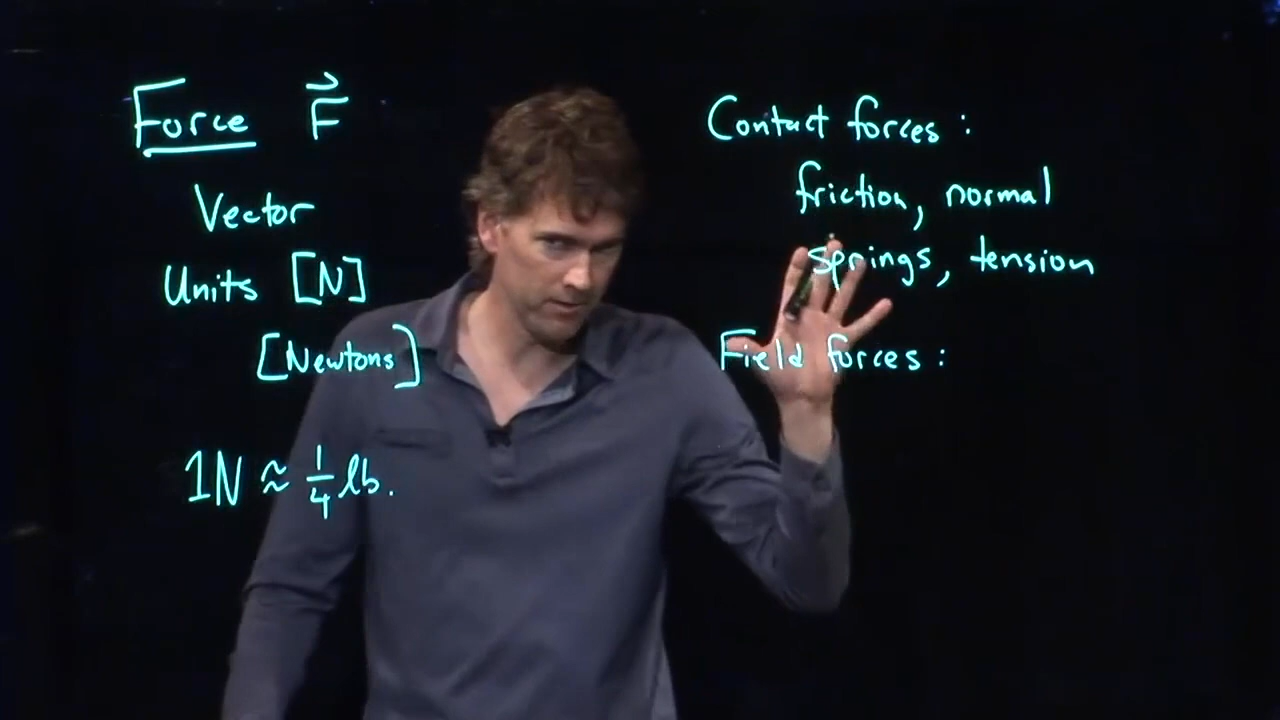 Force F⃗
Vector
Units [N]
[Newtons]
1N ≈ 1/4 lb.
Contact forces :
friction, normal
springs, tension
Field forces :